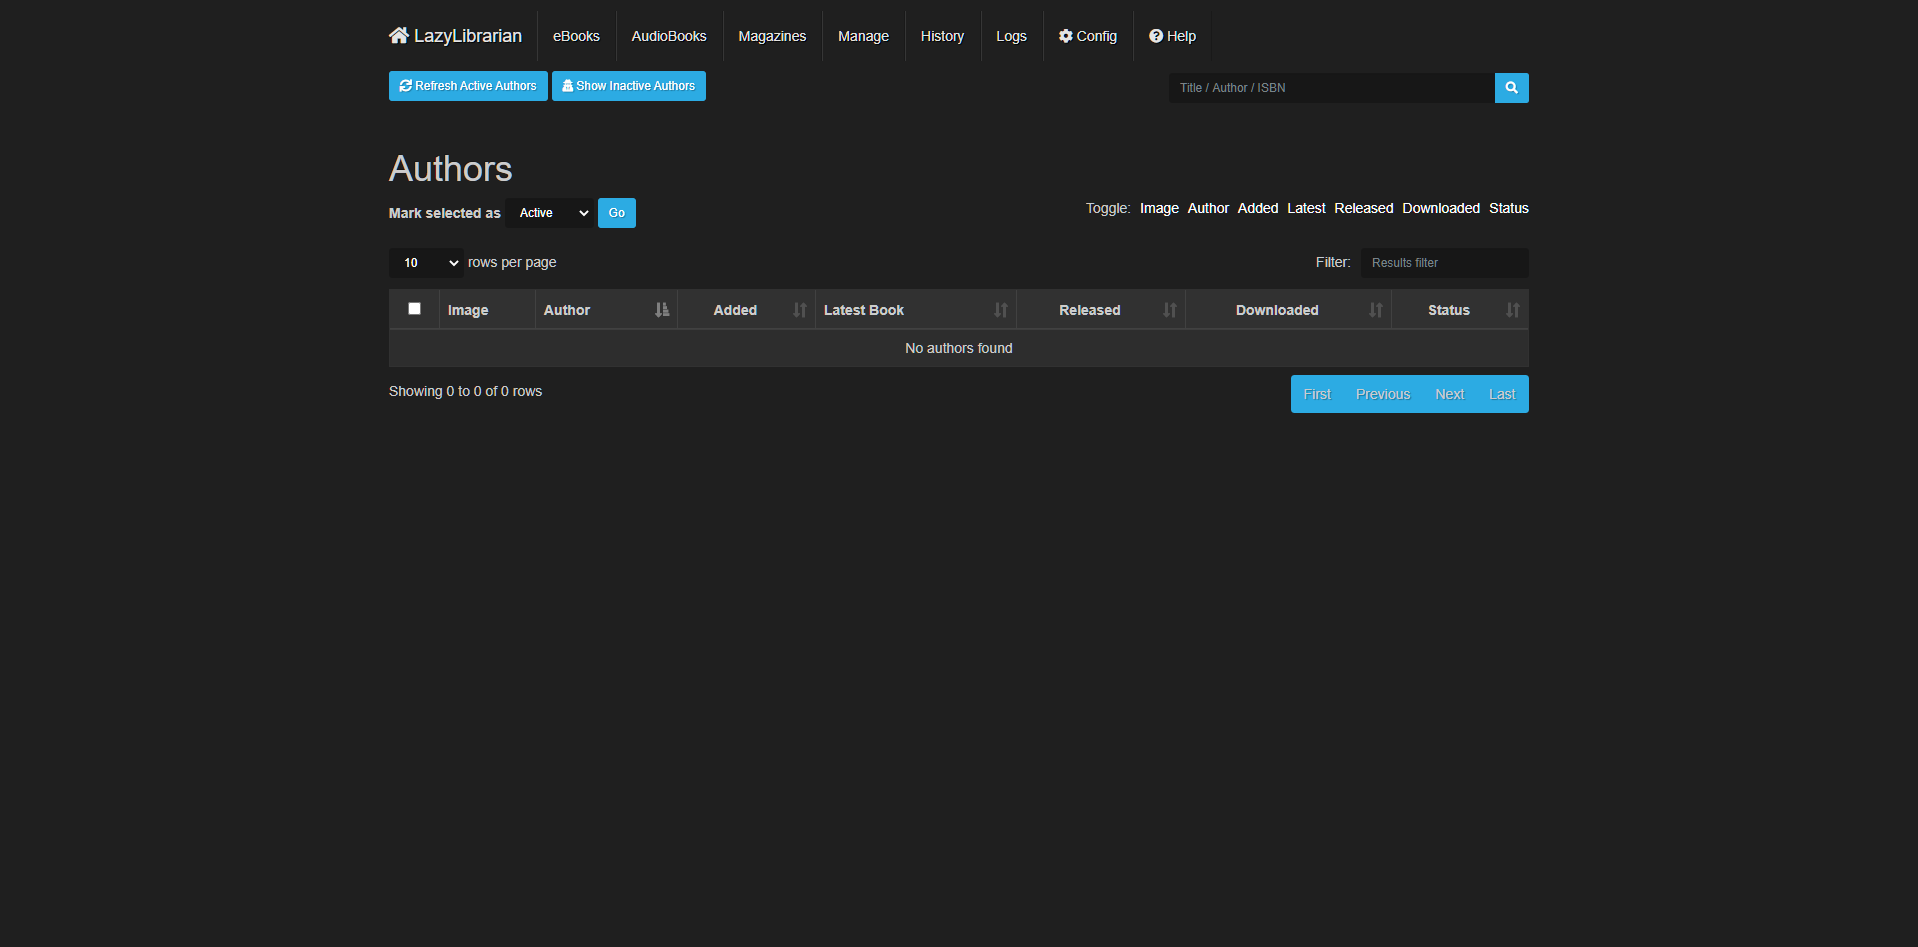 LazyLibrarian eBooks AudioBooks Magazines Manage History Logs Config Help
Refresh Active Authors Show Inactive Authors Title / Author / ISBN
Authors
Mark selected as Active Go Toggle: Image Author Added Latest Released Downloaded Status
10 rows per page Filter: Results filter
Image Author Added Latest Book Released Downloaded Status
No authors found
Showing 0 to 0 of 0 rows First Previous Next Last